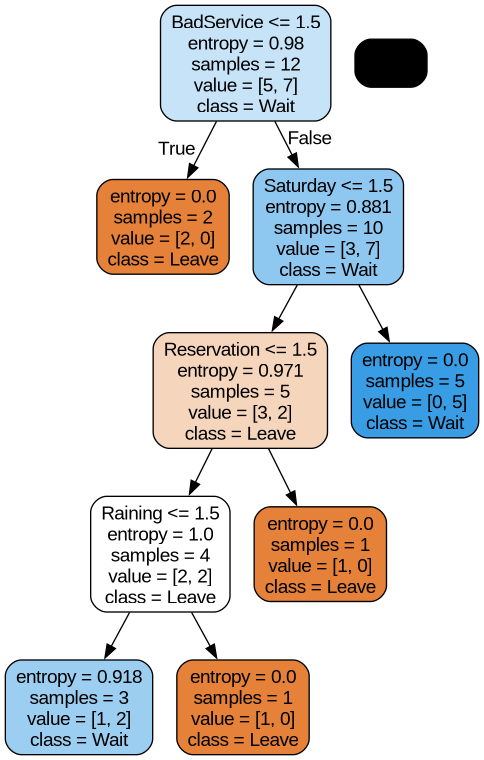 BadService <= 1.5
entropy = 0.98
samples = 12
value = [5, 7]
class = Wait
True
False
entropy = 0.0
samples = 2
value = [2, 0]
class = Leave
Saturday <= 1.5
entropy = 0.881
samples = 10
value = [3, 7]
class = Wait
Reservation <= 1.5
entropy = 0.971
samples = 5
value = [3, 2]
class = Leave
entropy = 0.0
samples = 5
value = [0, 5]
class = Wait
Raining <= 1.5
entropy = 1.0
samples = 4
value = [2, 2]
class = Leave
entropy = 0.0
samples = 1
value = [1, 0]
class = Leave
entropy = 0.918
samples = 3
value = [1, 2]
class = Wait
entropy = 0.0
samples = 1
value = [1, 0]
class = Leave